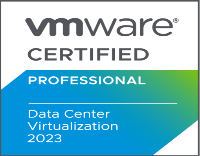 vmware®
CERTIFIED
PROFESSIONAL
Data Center
Virtualization
2023